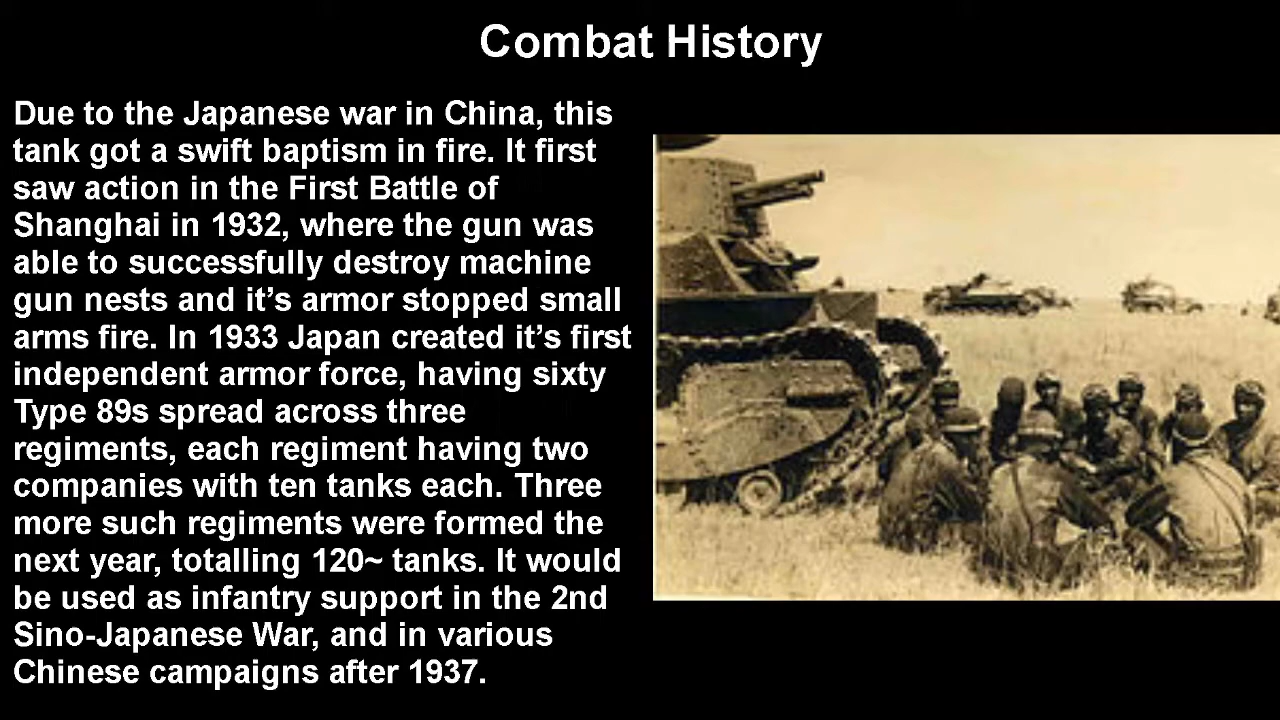 Combat History
Due to the Japanese war in China, this
tank got a swift baptism in fire. It first
saw action in the First Battle of
Shanghai in 1932, where the gun was
able to successfully destroy machine
gun nests and it’s armor stopped small
arms fire. In 1933 Japan created it’s first
independent armor force, having sixty
Type 89s spread across three
regiments, each regiment having two
companies with ten tanks each. Three
more such regiments were formed the
next year, totalling 120~ tanks. It would
be used as infantry support in the 2nd
Sino-Japanese War, and in various
Chinese campaigns after 1937.